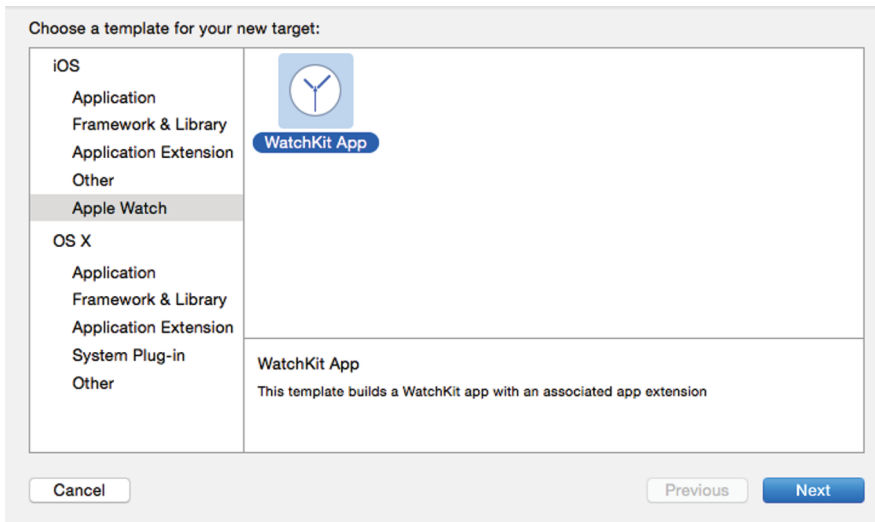 Choose a template for your new target:
iOS
Application
Framework & Library
Application Extension
Other
Apple Watch
OS X
Application
Framework & Library
Application Extension
System Plug-in
Other
WatchKit App
WatchKit App
This template builds a WatchKit app with an associated app extension
Cancel
Previous
Next